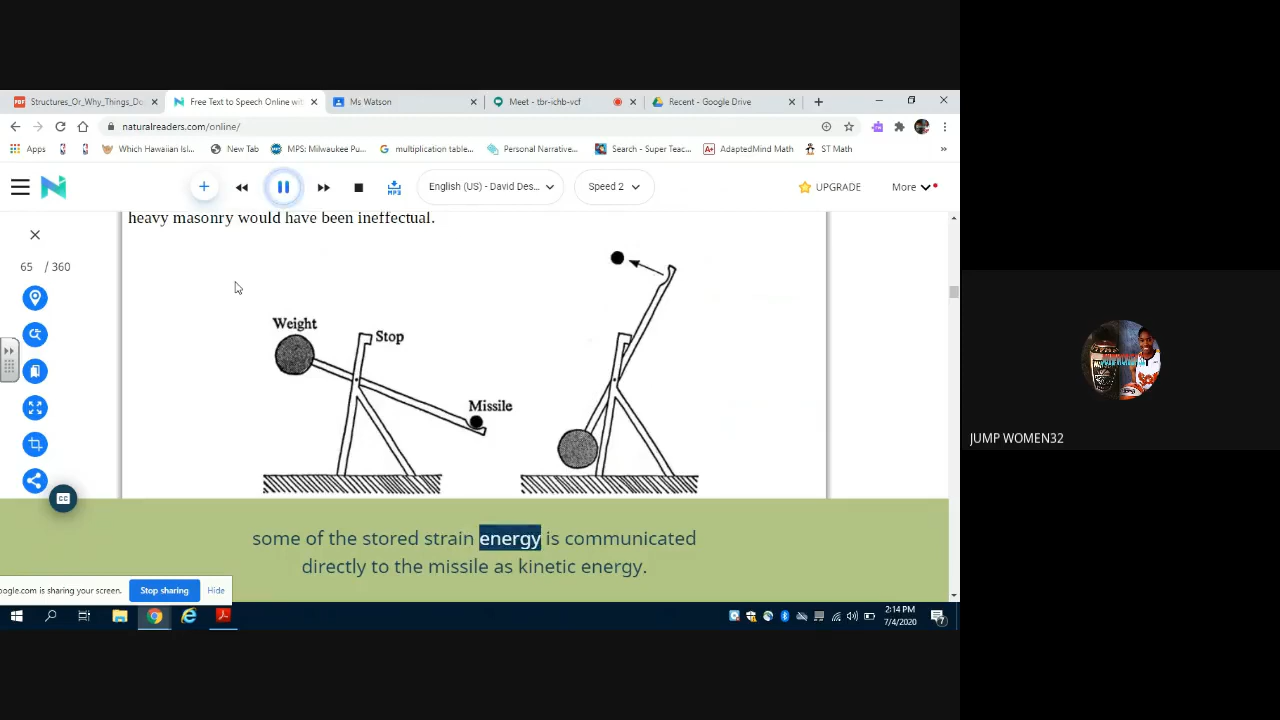 Structures_Or_Why_Things_Do
Free Text to Speech Online wit
Ms Watson
Meet - tbr-ichb-vcf
Recent - Google Drive
naturalreaders.com/online/
Apps
Which Hawaiian Isl...
New Tab
MPS: Milwaukee Pu...
multiplication table...
Personal Narrative...
Search - Super Teac...
AdaptedMind Math
ST Math
MP3
English (US) - David Des...
Speed 2
UPGRADE
More
heavy masonry would have been ineffectual.
65 / 360
Weight
Stop
Missile
CC
some of the stored strain energy is communicated
directly to the missile as kinetic energy.
oogle.com is sharing your screen.
Stop sharing
Hide
2:14 PM
7/4/2020
7
JUMP WOMEN32